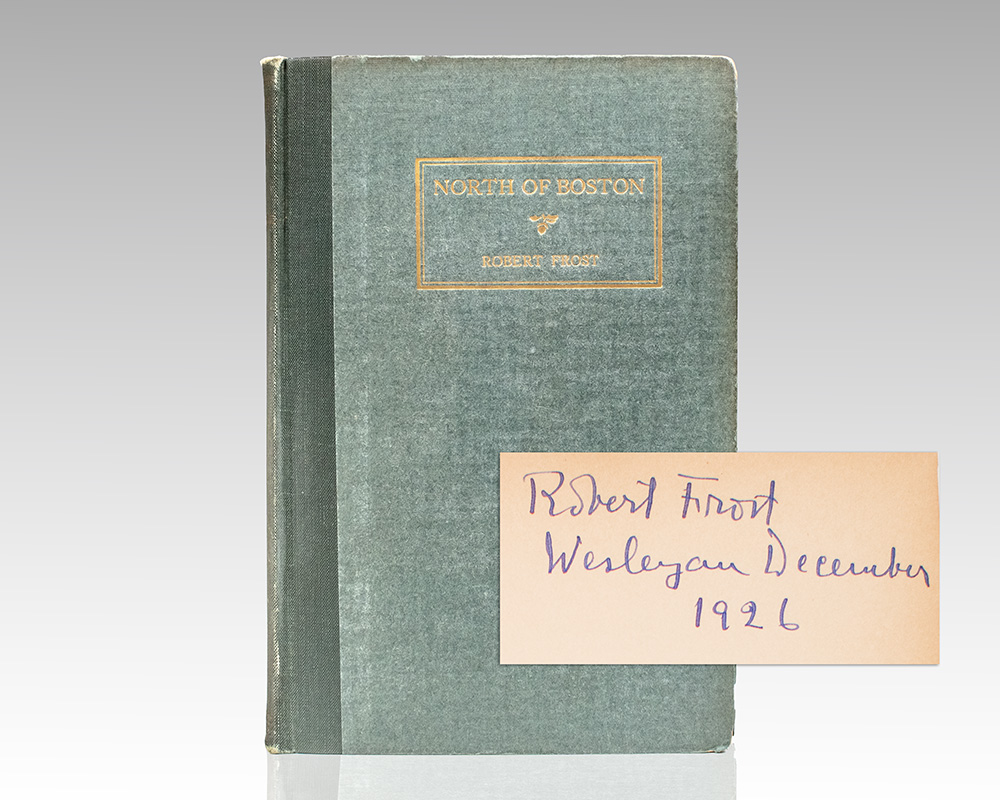 NORTH OF BOSTON
ROBERT FROST
Robert Frost
Wesleyan December
1926